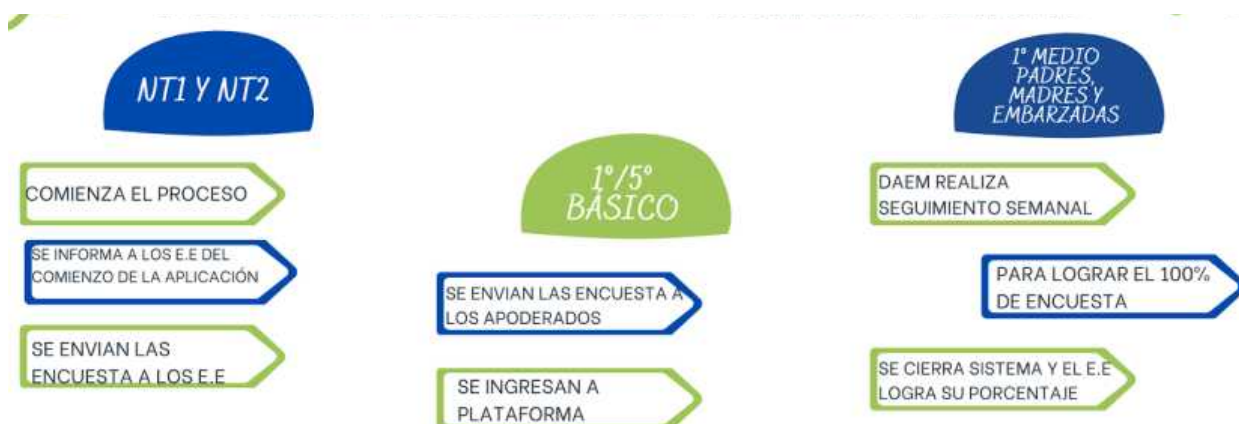 NT1 Y NT2
COMIENZA EL PROCESO
SE INFORMA A LOS E.E DEL
COMIENZO DE LA APLICACIÓN
SE ENVIAN LAS
ENCUESTA A LOS E.E
1°/5°
BÁSICO
SE ENVIAN LAS ENCUESTA A
LOS APODERADOS
SE INGRESAN A
PLATAFORMA
1° MEDIO
PADRES,
MADRES Y
EMBARZADAS
DAEM REALIZA
SEGUIMIENTO SEMANAL
PARA LOGRAR EL 100%
DE ENCUESTA
SE CIERRA SISTEMA Y EL E.E
LOGRA SU PORCENTAJE